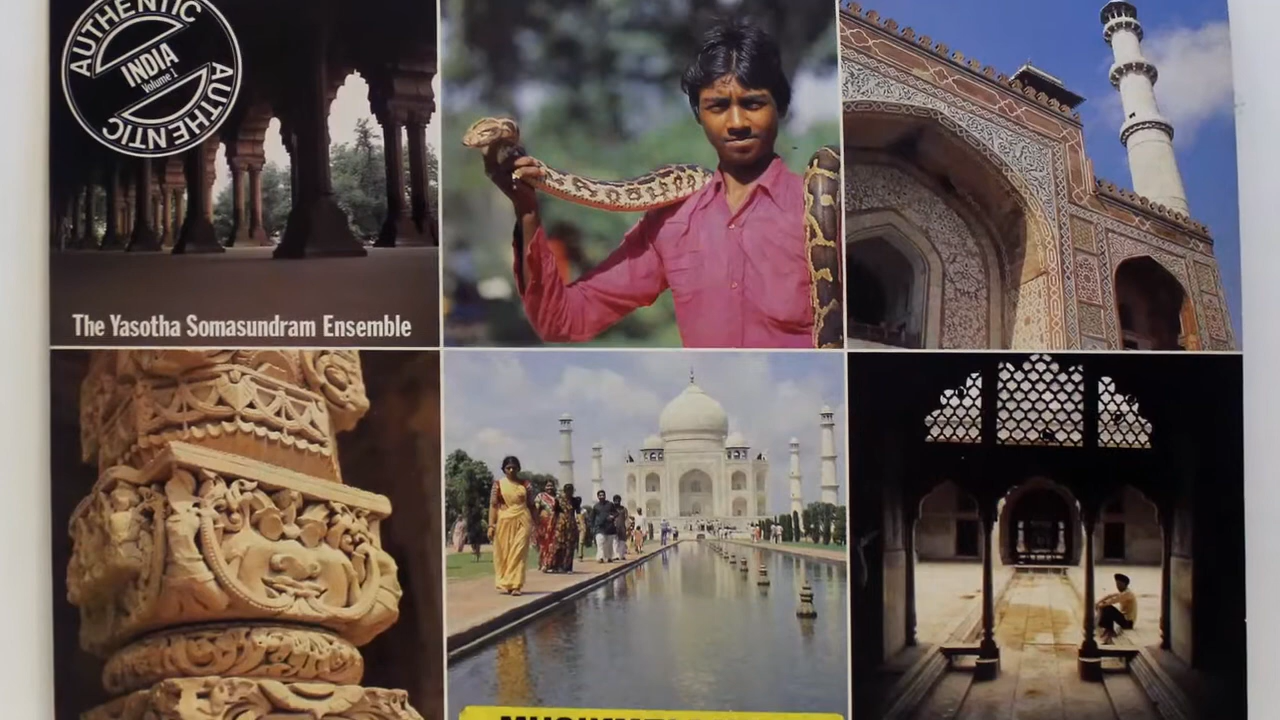 AUTHENTIC
INDIA
Volume 1
AUTHENTIC
The Yasotha Somasundram Ensemble